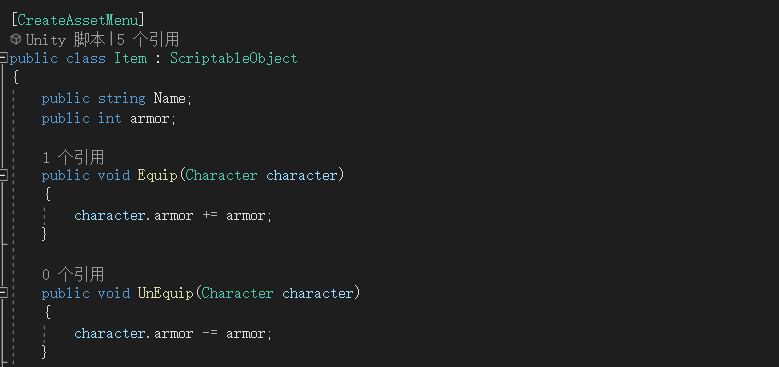 [CreateAssetMenu]
Unity 脚本|5 个引用
public class Item : ScriptableObject
{
public string Name;
public int armor;
1 个引用
public void Equip(Character character)
{
character.armor += armor;
}
0 个引用
public void UnEquip(Character character)
{
character.armor -= armor;
}